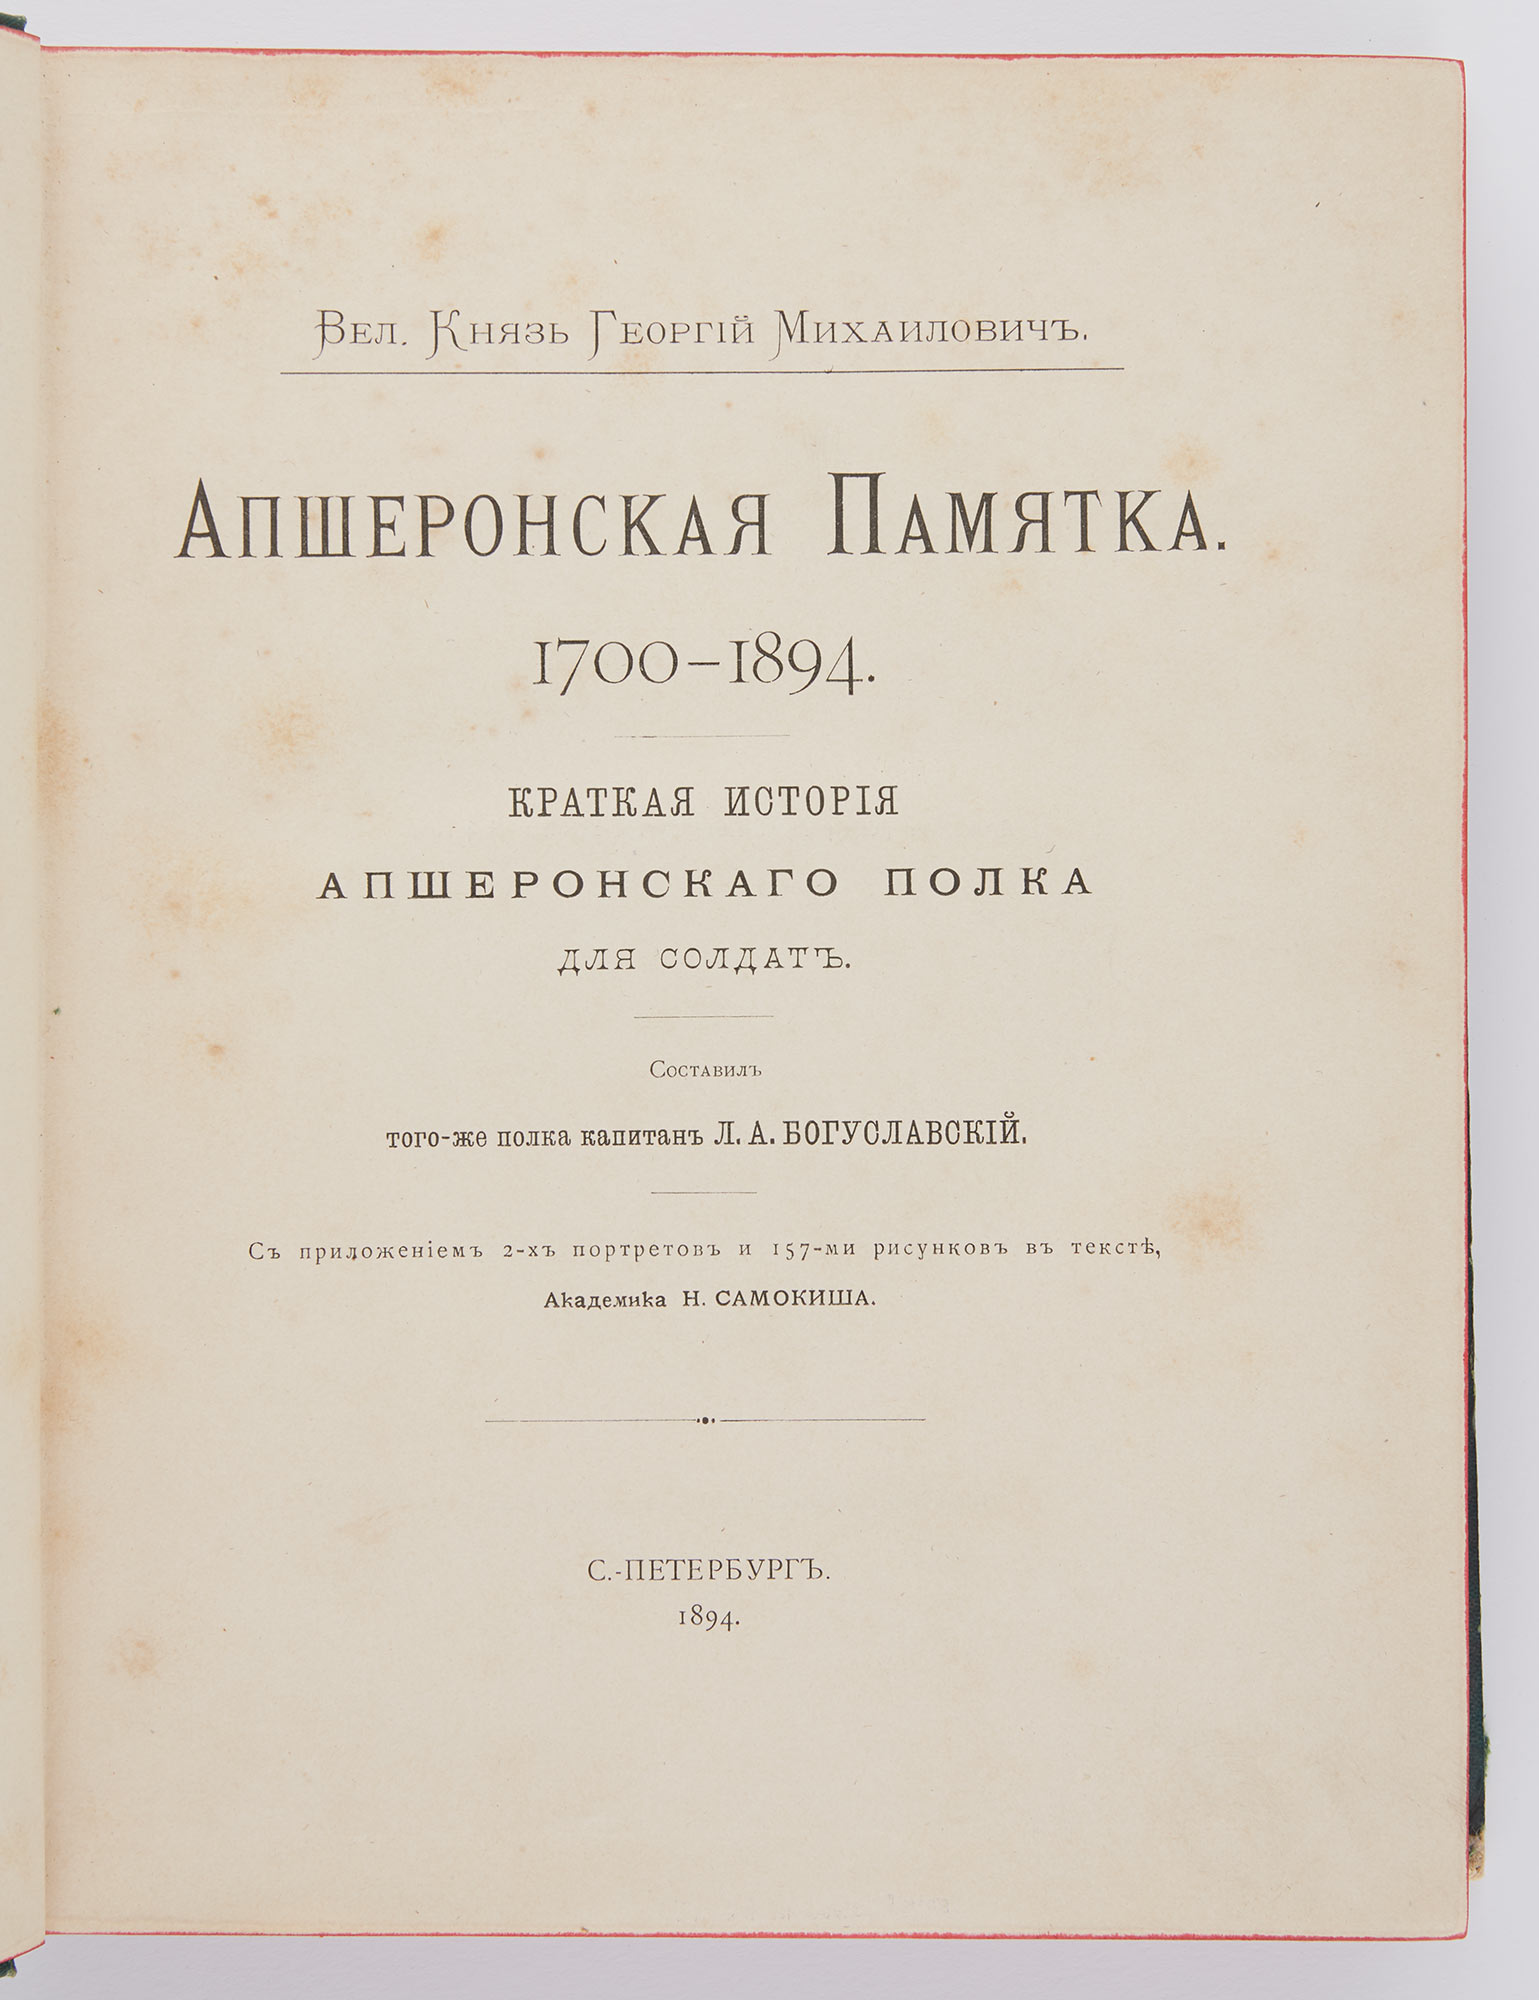 Вел. Князь Георгій Михаиловичъ.
Апшеронская Памятка.
1700–1894.
КРАТКАЯ ИСТОРІЯ
АПШЕРОНСКАГО ПОЛКА
ДЛЯ СОЛДАТЪ.
Составилъ
того-же полка капитанъ Л. А. БОГУСЛАВСКІЙ.
Съ приложеніемъ 2-хъ портретовъ и 157-ми рисунковъ въ текстѣ,
Академика Н. САМОКИША.
С.-ПЕТЕРБУРГЪ.
1894.